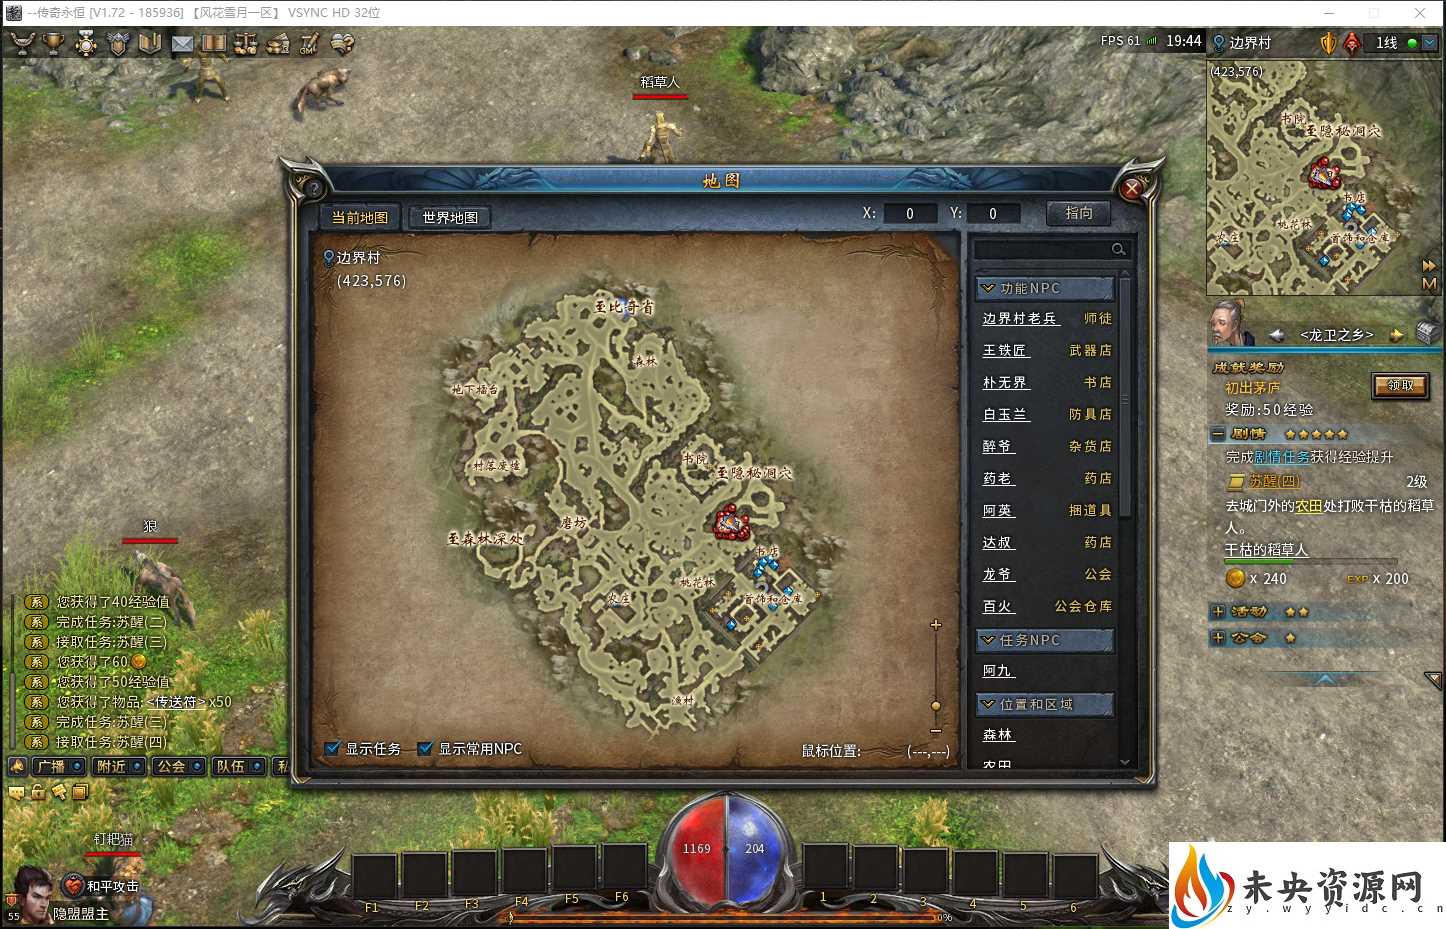 --传奇永恒 [V1.72 - 185936] 【风花雪月一区】 VSYNC HD 32位
FPS 61
19:44
边界村
1线
GM
(423,576)
稻草人
书院
至隐秘洞穴
书店
桃花林
农庄
首饰和仓库
M
地图
?
当前地图
世界地图
X:
0
Y:
0
指向
边界村
(423,576)
至比奇省
森林
地下擂台
书院
村落废墟
至隐秘洞穴
磨坊
至森林深处
书店
桃花林
农庄
首饰和仓库
渔村
显示任务
显示常用NPC
鼠标位置:
(---,---)
功能NPC
边界村老兵 师徒
王铁匠 武器店
朴无界 书店
白玉兰 防具店
醉爷 杂货店
药老 药店
阿英 捆道具
达叔 药店
龙爷 公会
百火 公会仓库
任务NPC
阿九
位置和区域
森林
农田
<龙卫之乡>
成就奖励
初出茅庐
领取
奖励:50经验
剧情
完成剧情任务获得经验提升
苏醒(四)
2级
去城门外的农田处打败干枯的稻草
人。
干枯的稻草人
x 240
EXP x 200
活动
公会
狼
系 您获得了40经验值
系 完成任务:苏醒(二)
系 接取任务:苏醒(三)
系 您获得了60
系 您获得了50经验值
系 您获得了物品:<传送符>x50
系 完成任务:苏醒(三)
系 接取任务:苏醒(四)
广播
附近
公会
队伍
私
钉耙猫
和平攻击
55
隐盟盟主
F1
F2
F3
F4
F5
F6
1169
204
1
2
3
4
5
6
0%
未央资源网
zy.wyyidc.cn